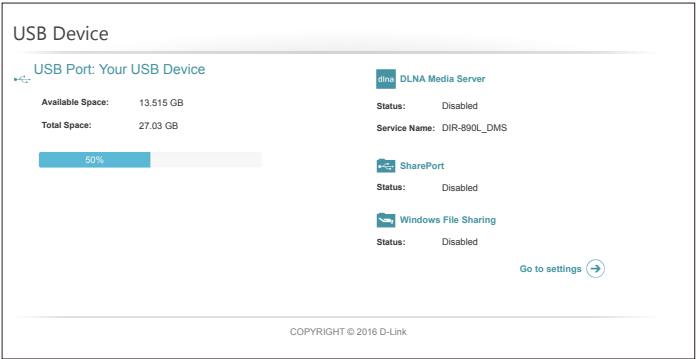 USB Device
USB Port: Your USB Device
Available Space: 13.515 GB
Total Space: 27.03 GB
50%
dlna DLNA Media Server
Status: Disabled
Service Name: DIR-890L_DMS
SharePort
Status: Disabled
Windows File Sharing
Status: Disabled
Go to settings
COPYRIGHT © 2016 D-Link